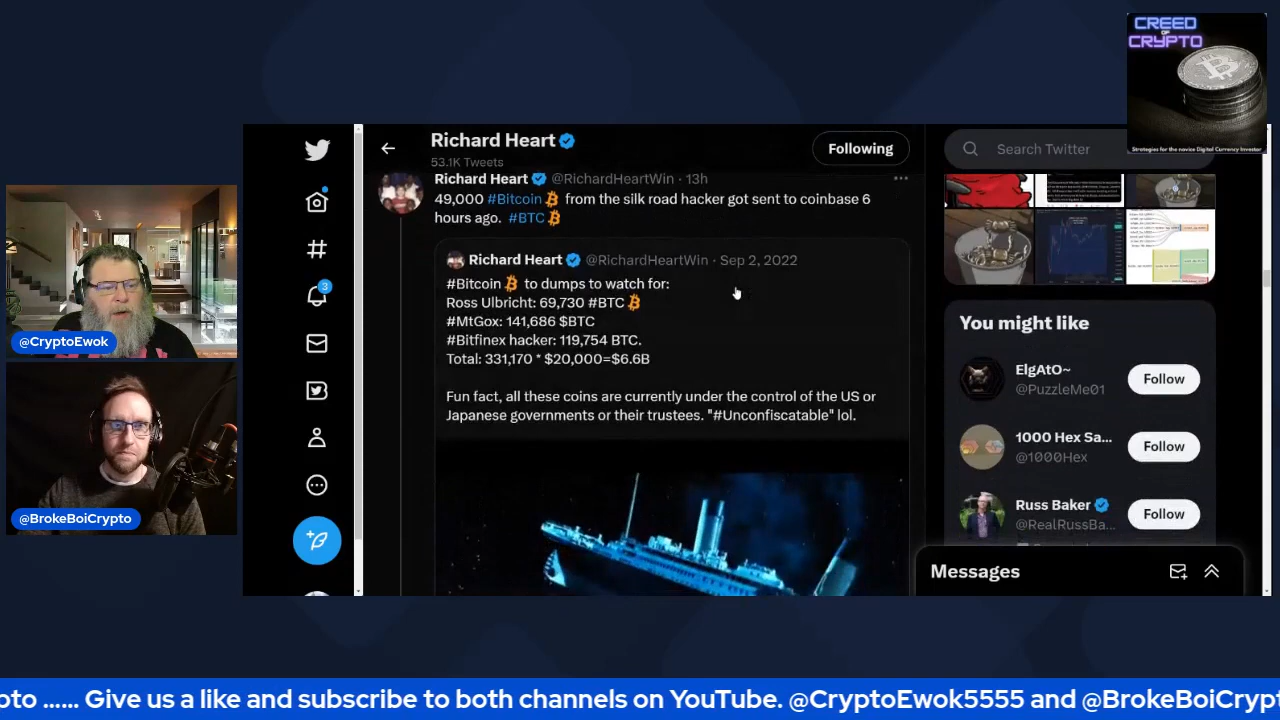 CREED
OF
CRYPTO
Strategies for the novice Digital Currency Investor
Richard Heart
53.1K Tweets
Following
Search Twitter
Richard Heart @RichardHeartWin · 13h
49,000 #Bitcoin from the silk road hacker got sent to coinbase 6
hours ago. #BTC
Richard Heart @RichardHeartWin · Sep 2, 2022
#Bitcoin to dumps to watch for:
Ross Ulbricht: 69,730 #BTC
#MtGox: 141,686 $BTC
#Bitfinex hacker: 119,754 BTC.
Total: 331,170 * $20,000=$6.6B
Fun fact, all these coins are currently under the control of the US or
Japanese governments or their trustees. "#Unconfiscatable" lol.
3
You might like
ElgAtO~
@PuzzleMe01
Follow
1000 Hex Sa...
@1000Hex
Follow
Russ Baker
@RealRussBa...
Follow
Messages
@CryptoEwok
@BrokeBoiCrypto
pto ...... Give us a like and subscribe to both channels on YouTube. @CryptoEwok5555 and @BrokeBoiCryp